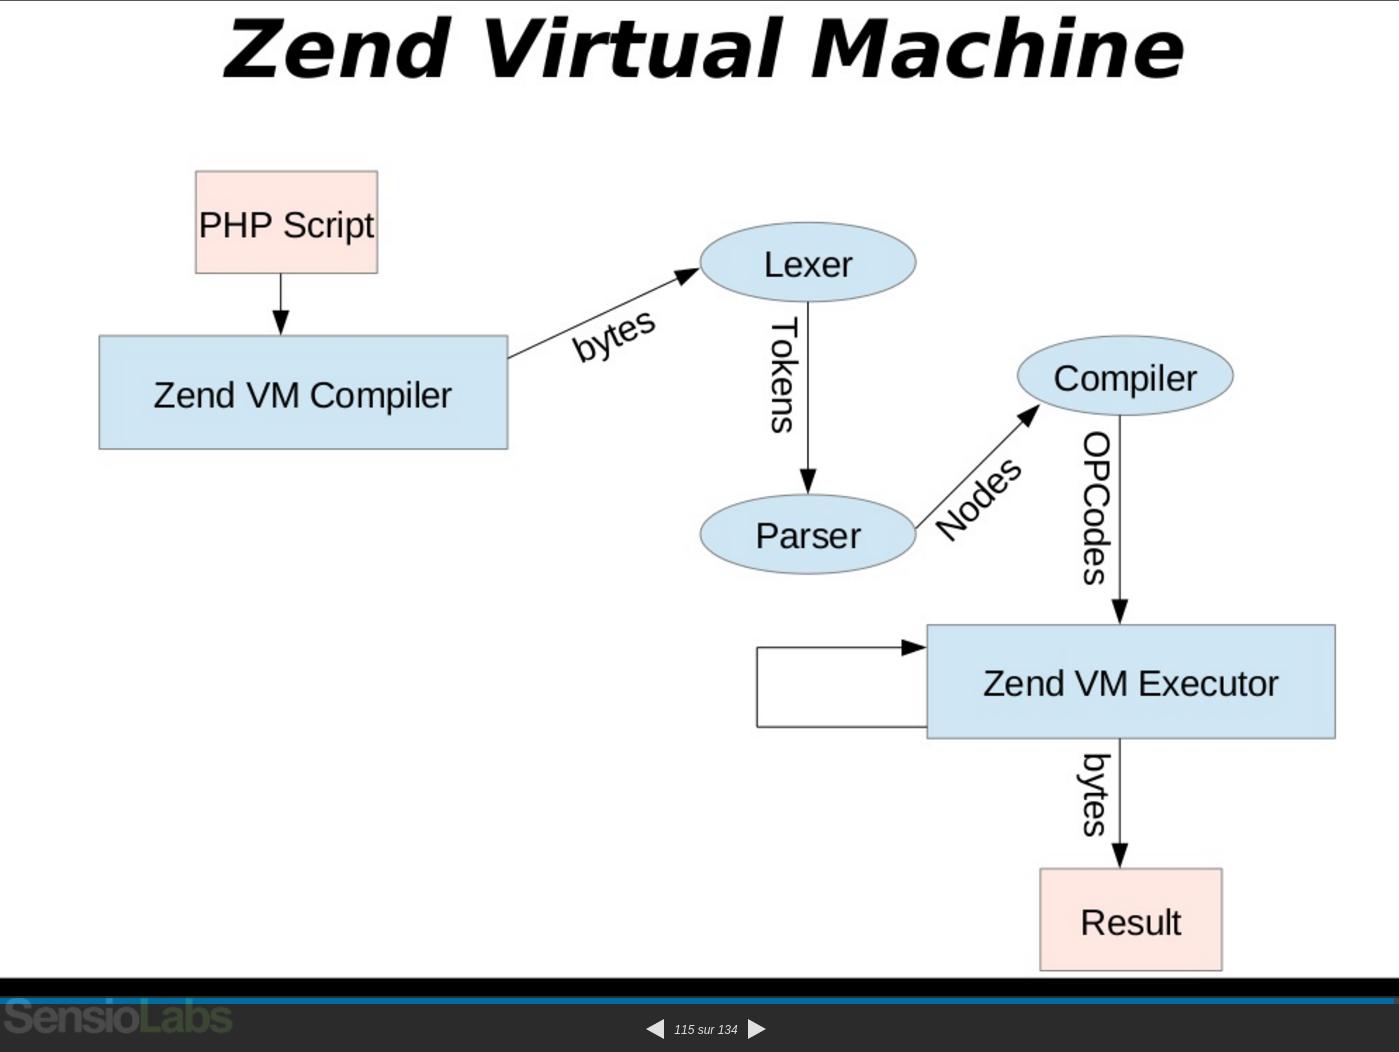 Zend Virtual Machine
PHP Script
Zend VM Compiler
bytes
Lexer
Tokens
Parser
Nodes
Compiler
OPCodes
Zend VM Executor
bytes
Result
SensioLabs
115 sur 134